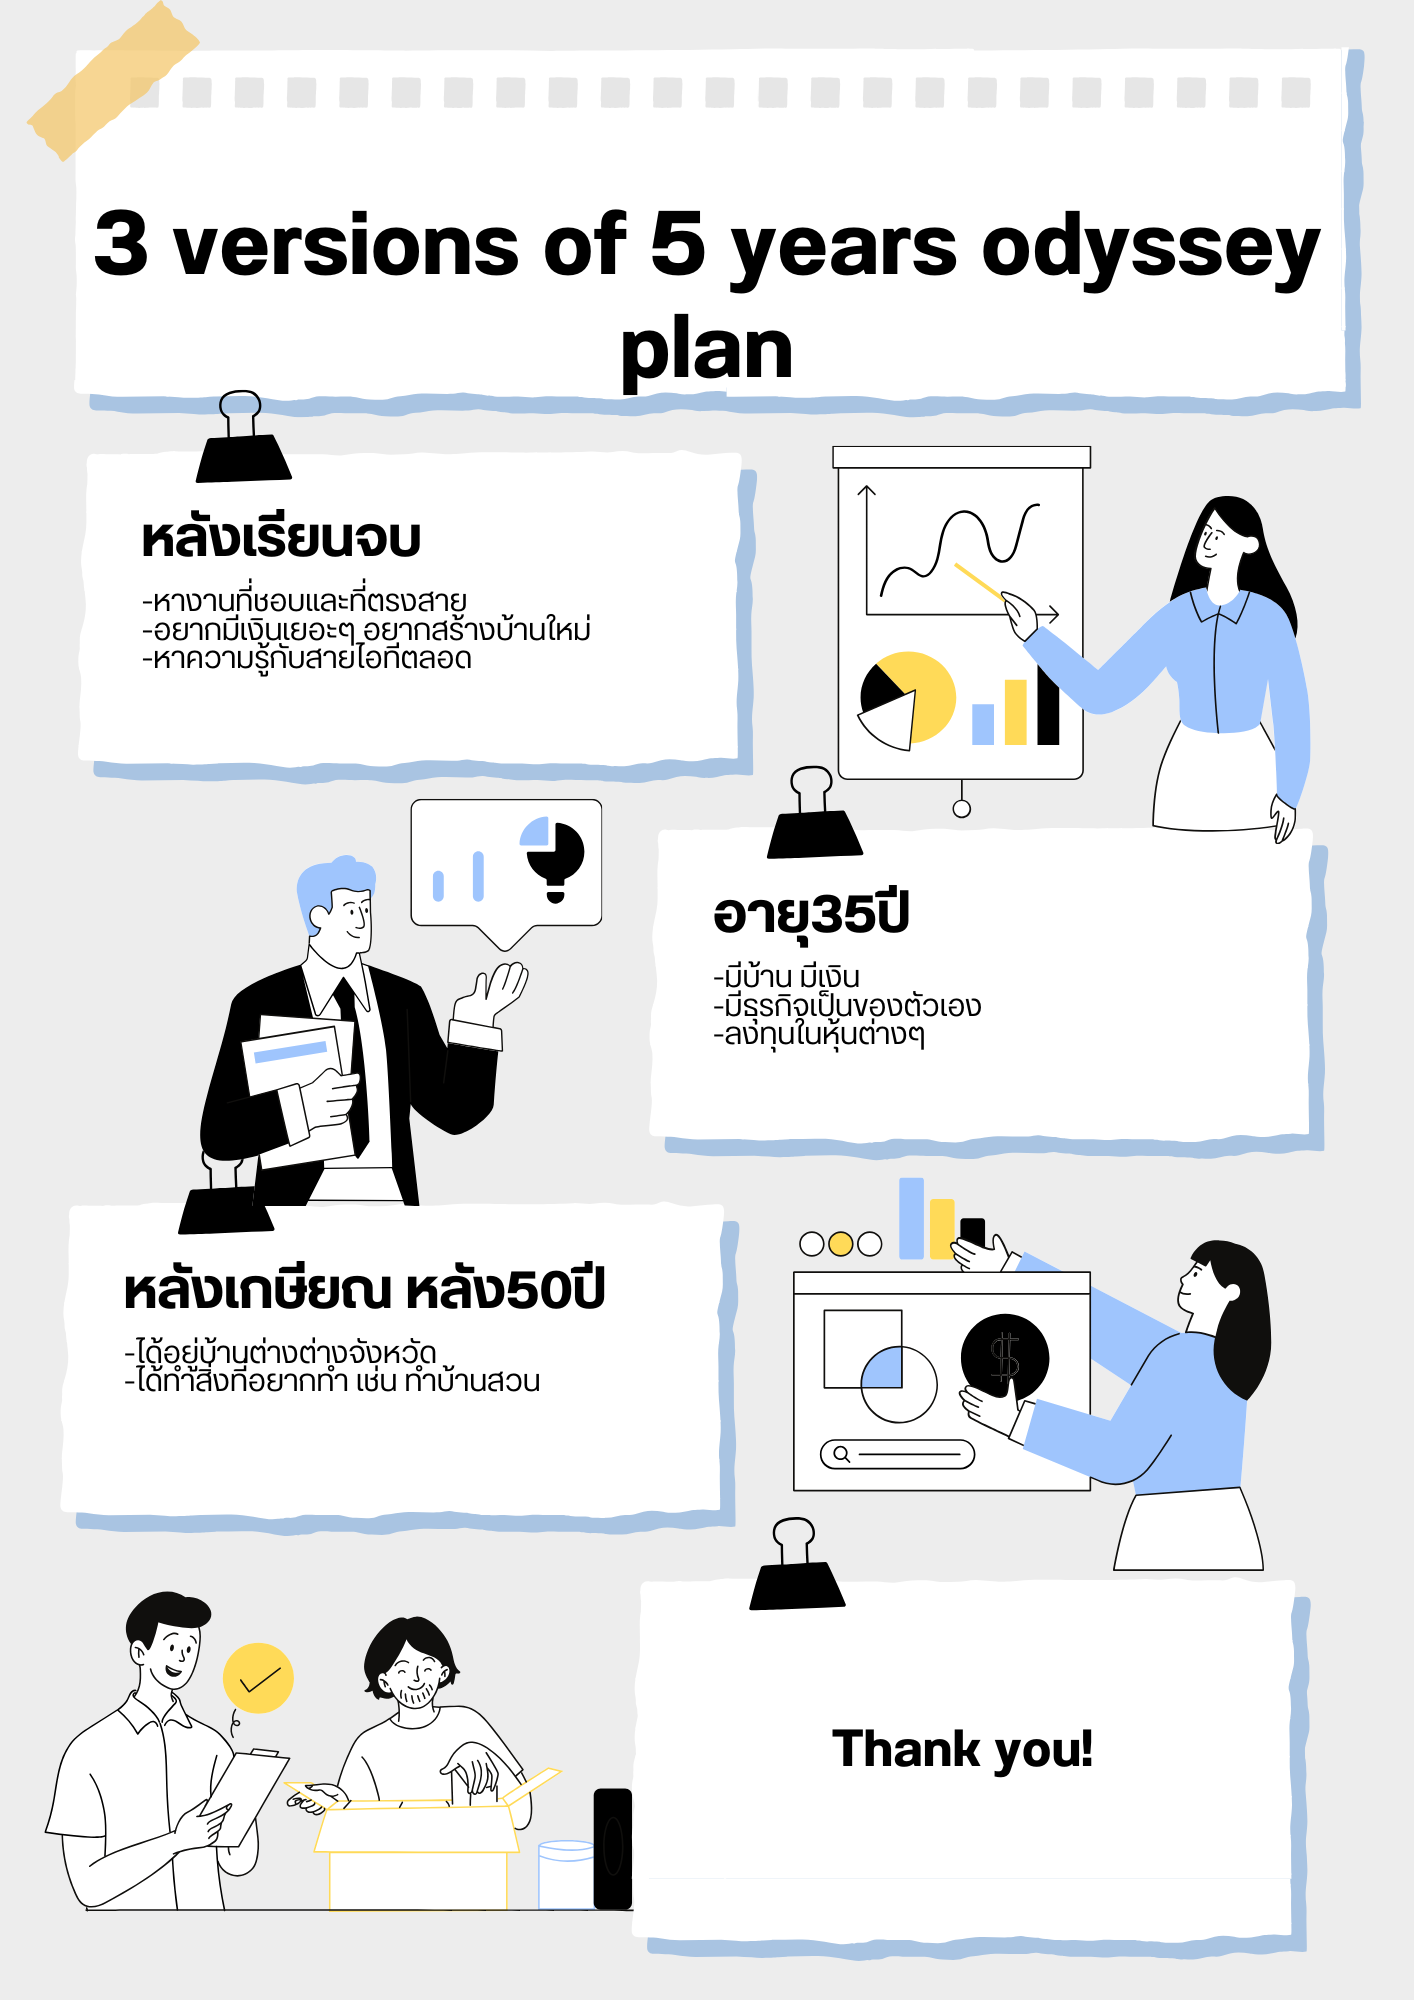 3 versions of 5 years odyssey
plan
หลังเรียนจบ
-หางานที่ชอบและที่ตรงสาย
-อยากมีเงินเยอะๆ อยากสร้างบ้านใหม่
-หาความรู้กับสายไอทีตลอด
อายุ35ปี
-มีบ้าน มีเงิน
-มีธุรกิจเป็นของตัวเอง
-ลงทุนในหุ้นต่างๆ
หลังเกษียณ หลัง50ปี
-ได้อยู่บ้านต่างต่างจังหวัด
-ได้ทำสิ่งที่อยากทำ เช่น ทำบ้านสวน
$
Thank you!